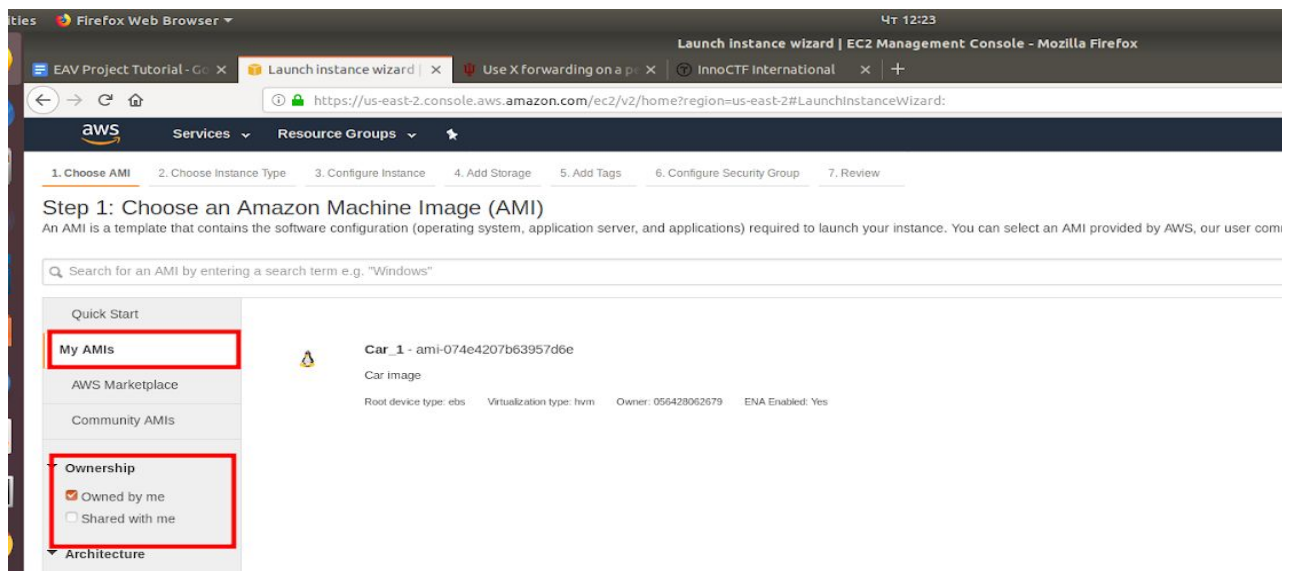 ities Firefox Web Browser Чт 12:23
Launch instance wizard | EC2 Management Console - Mozilla Firefox
EAV Project Tutorial - Go Launch instance wizard | Use X forwarding on a pe InnoCTF International
https://us-east-2.console.aws.amazon.com/ec2/v2/home?region=us-east-2#LaunchInstanceWizard:
aws Services Resource Groups
1. Choose AMI 2. Choose Instance Type 3. Configure Instance 4. Add Storage 5. Add Tags 6. Configure Security Group 7. Review
Step 1: Choose an Amazon Machine Image (AMI)
An AMI is a template that contains the software configuration (operating system, application server, and applications) required to launch your instance. You can select an AMI provided by AWS, our user com
Search for an AMI by entering a search term e.g. "Windows"
Quick Start
My AMIs
Car_1 - ami-074e4207b63957d6e
Car image
AWS Marketplace
Root device type: ebs Virtualization type: hvm Owner: 056428062679 ENA Enabled: Yes
Community AMIs
Ownership
Owned by me
Shared with me
Architecture